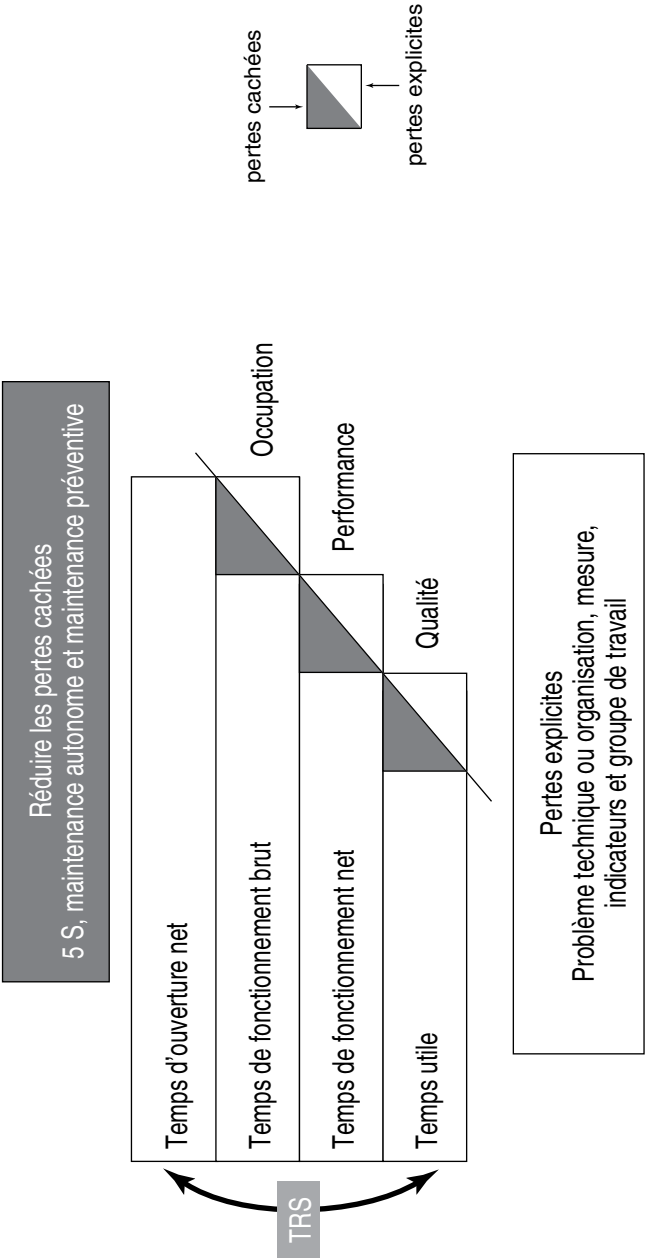 Réduire les pertes cachées
5 S, maintenance autonome et maintenance préventive
Temps d'ouverture net
Temps de fonctionnement brut
Occupation
Temps de fonctionnement net
Performance
Temps utile
Qualité
TRS
Pertes explicites
Problème technique ou organisation, mesure,
indicateurs et groupe de travail
pertes cachées
pertes explicites